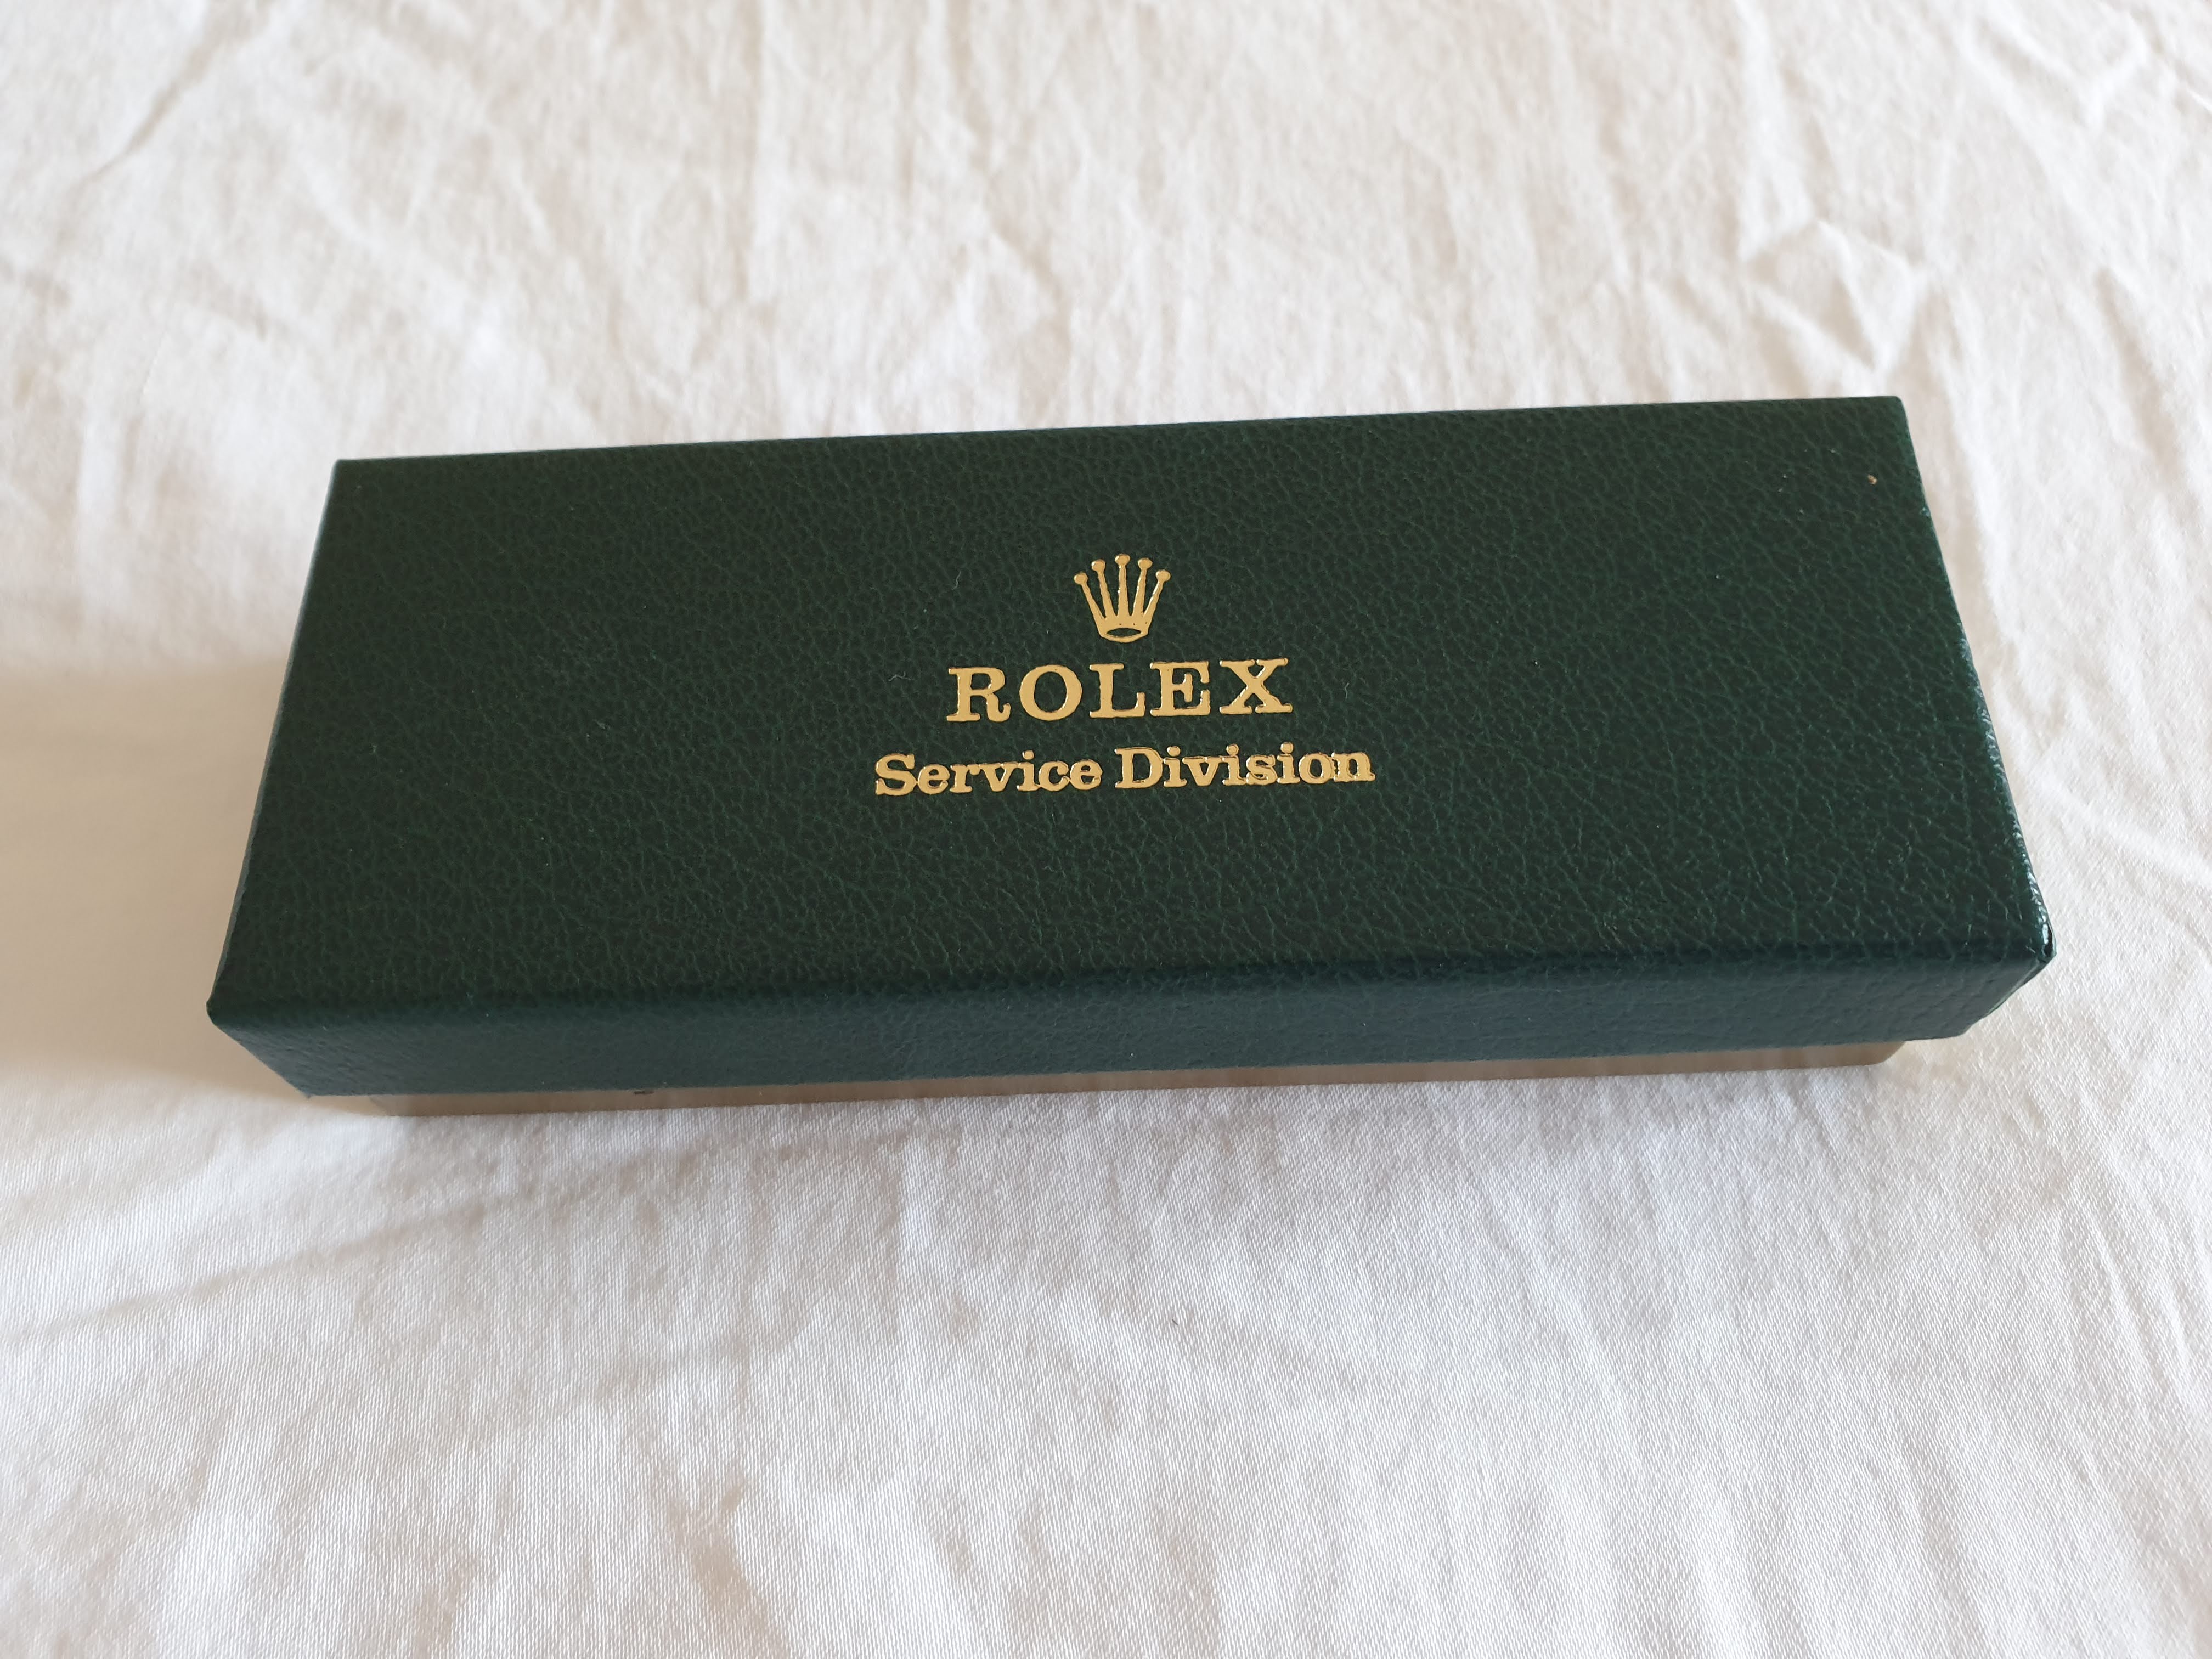 ROLEX
Service Division